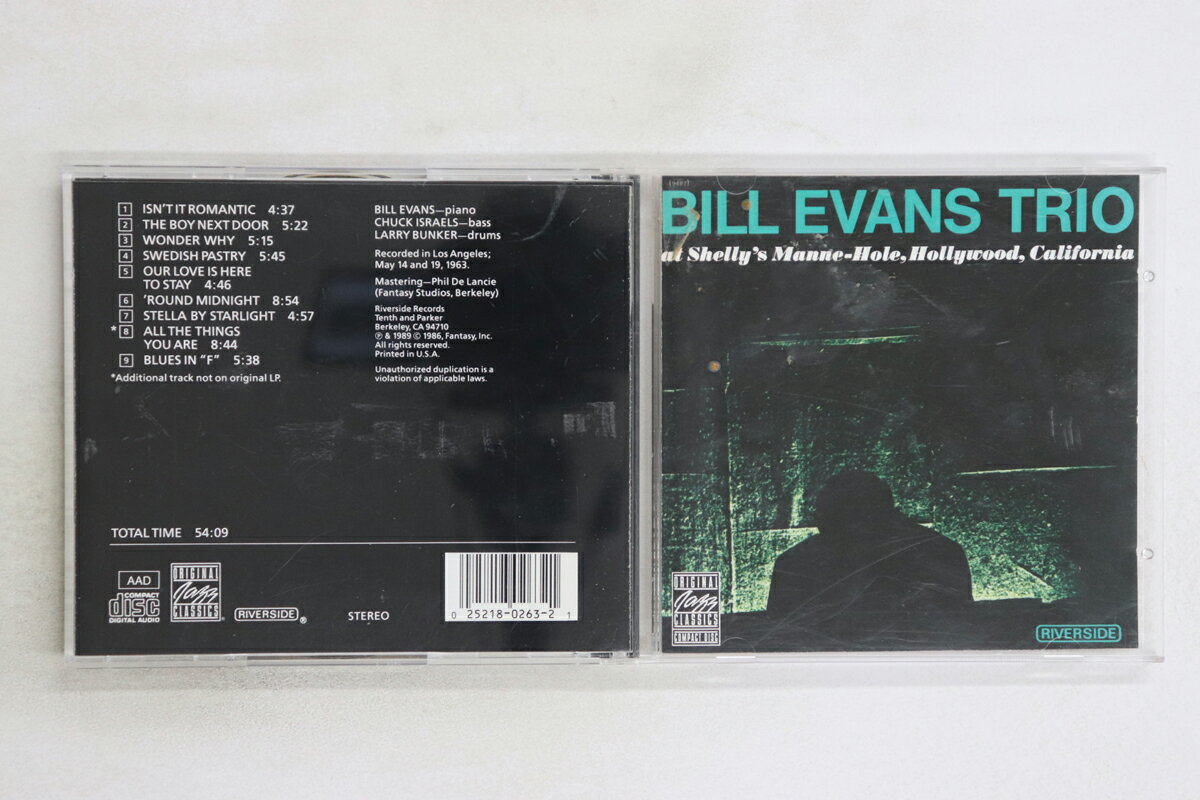 1 ISN'T IT ROMANTIC 4:37
2 THE BOY NEXT DOOR 5:22
3 WONDER WHY 5:15
4 SWEDISH PASTRY 5:45
5 OUR LOVE IS HERE
TO STAY 4:46
6 'ROUND MIDNIGHT 8:54
7 STELLA BY STARLIGHT 4:57
*8 ALL THE THINGS
YOU ARE 8:44
9 BLUES IN “F” 5:38
*Additional track not on original LP.
BILL EVANS—piano
CHUCK ISRAELS—bass
LARRY BUNKER—drums
Recorded in Los Angeles;
May 14 and 19, 1963.
Mastering—Phil De Lancie
(Fantasy Studios, Berkeley)
Riverside Records
Tenth and Parker
Berkeley, CA 94710
℗ & 1989 © 1986, Fantasy, Inc.
All rights reserved.
Printed in U.S.A.
Unauthorized duplication is a
violation of applicable laws.
TOTAL TIME 54:09
AAD
COMPACT
disc
DIGITAL AUDIO
ORIGINAL
Jazz
CLASSICS
RIVERSIDE®
STEREO
0 25218-0263-2 1
BILL EVANS TRIO
at Shelly's Manne-Hole, Hollywood, California
ORIGINAL
Jazz
CLASSICS
COMPACT DISC
RIVERSIDE